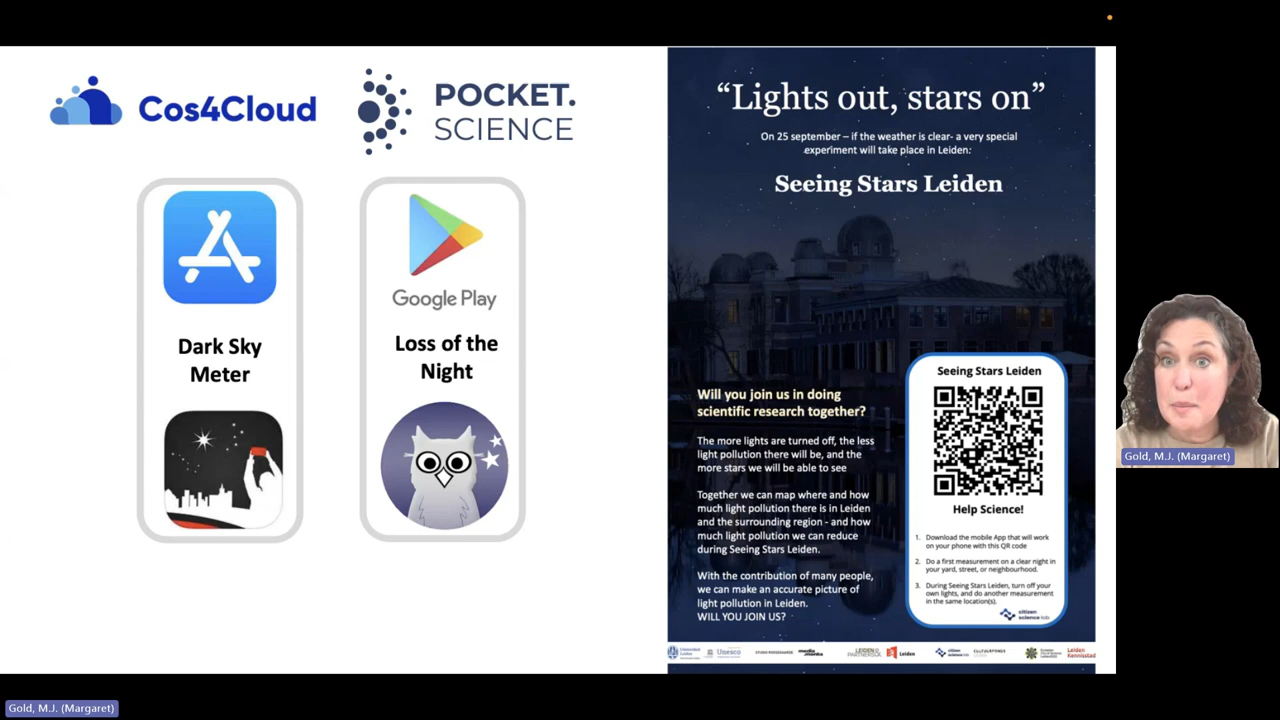 Cos4Cloud
POCKET.
SCIENCE
Dark Sky
Meter
Google Play
Loss of the
Night
“Lights out, stars on”
On 25 september – if the weather is clear- a very special
experiment will take place in Leiden:
Seeing Stars Leiden
Will you join us in doing
scientific research together?
The more lights are turned off, the less
light pollution there will be, and the
more stars we will be able to see
Together we can map where and how
much light pollution there is in Leiden
and the surrounding region - and how
much light pollution we can reduce
during Seeing Stars Leiden.
With the contribution of many people,
we can make an accurate picture of
light pollution in Leiden.
WILL YOU JOIN US?
Seeing Stars Leiden
Help Science!
1. Download the mobile App that will work
on your phone with this QR code
2. Do a first measurement on a clear night in
your yard, street, or neighbourhood.
3. During Seeing Stars Leiden, turn off your
own lights, and do another measurement
in the same location(s).
citizen
science lab
Unesco
media.monks
LEIDEN
PARTNERS
Leiden
Leiden
Kennisstad
Gold, M.J. (Margaret)
Gold, M.J. (Margaret)